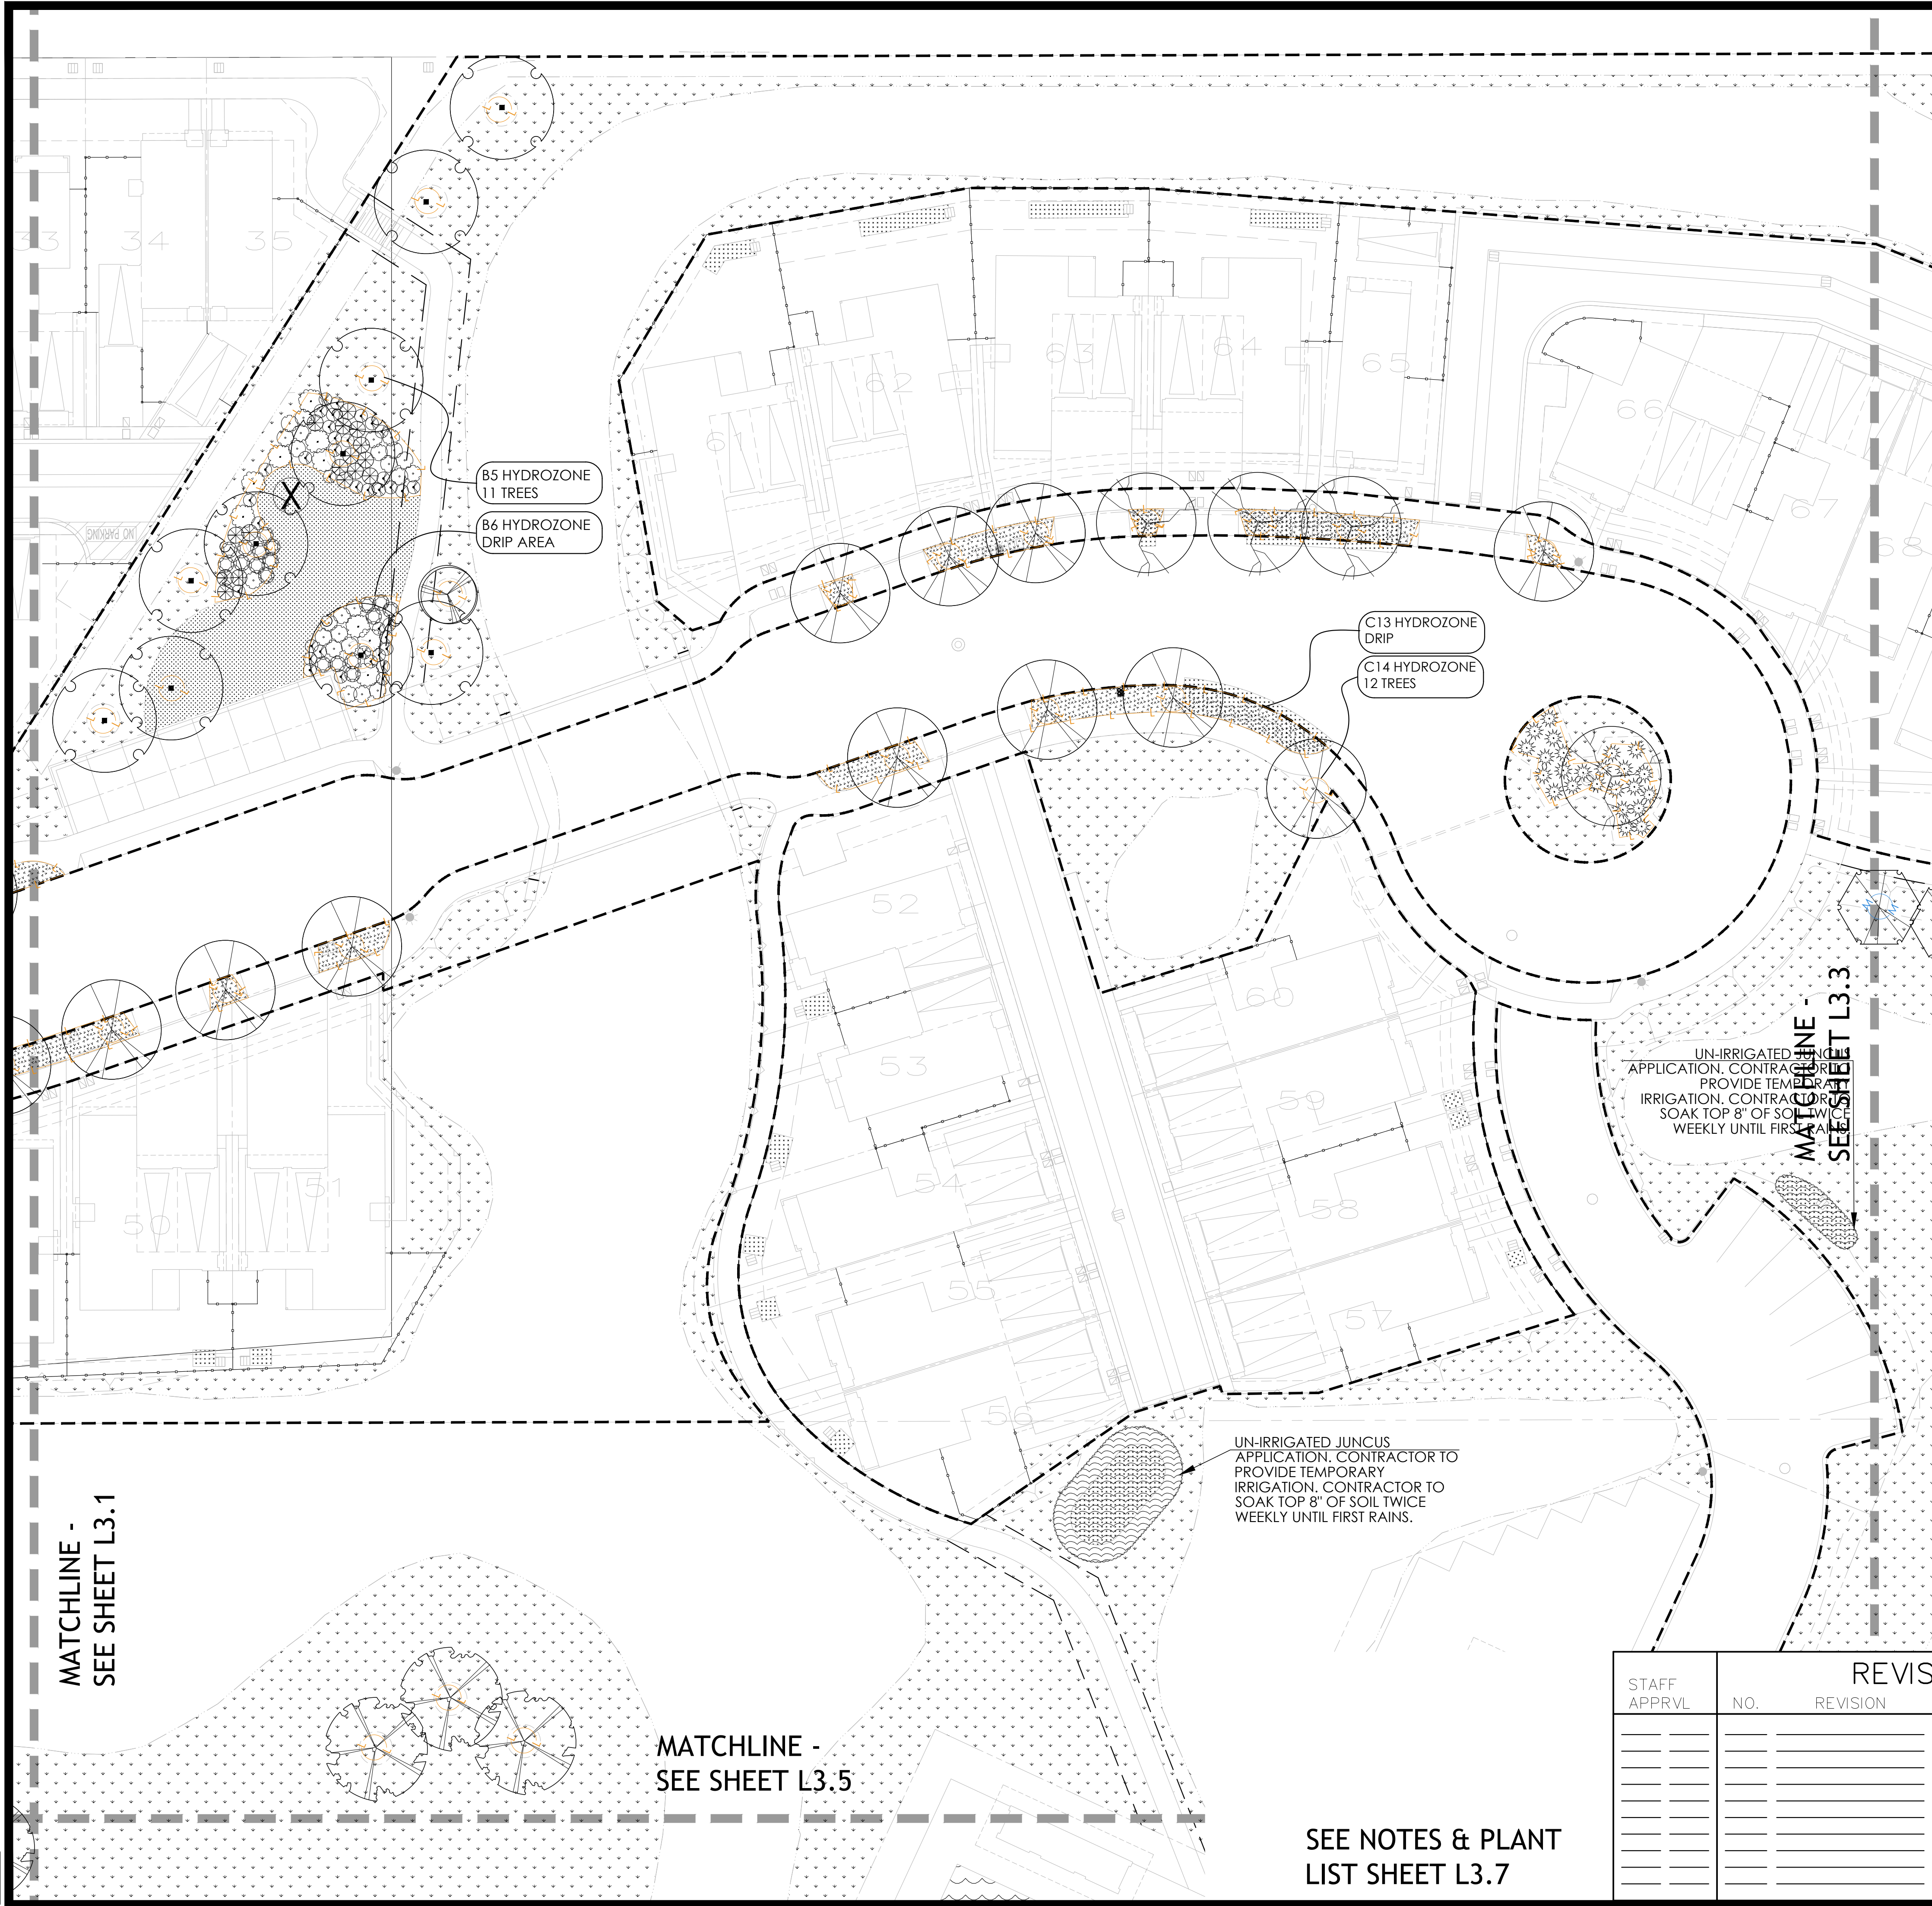 33
34
35
NO PARKING
B5 HYDROZONE
11 TREES
B6 HYDROZONE
DRIP AREA
X
61
62
63
64
65
66
67
68
C13 HYDROZONE
DRIP
C14 HYDROZONE
12 TREES
52
53
54
55
56
60
59
58
57
50
51
UN-IRRIGATED JUNCUS
APPLICATION. CONTRACTOR TO
PROVIDE TEMPORARY
IRRIGATION. CONTRACTOR TO
SOAK TOP 8" OF SOIL TWICE
WEEKLY UNTIL FIRST RAINS.
MATCHLINE -
SEE SHEET L3.3
UN-IRRIGATED JUNCUS
APPLICATION. CONTRACTOR TO
PROVIDE TEMPORARY
IRRIGATION. CONTRACTOR TO
SOAK TOP 8" OF SOIL TWICE
WEEKLY UNTIL FIRST RAINS.
MATCHLINE -
SEE SHEET L3.1
MATCHLINE -
SEE SHEET L3.5
SEE NOTES & PLANT
LIST SHEET L3.7
REVIS
STAFF
APPRVL
NO.
REVISION